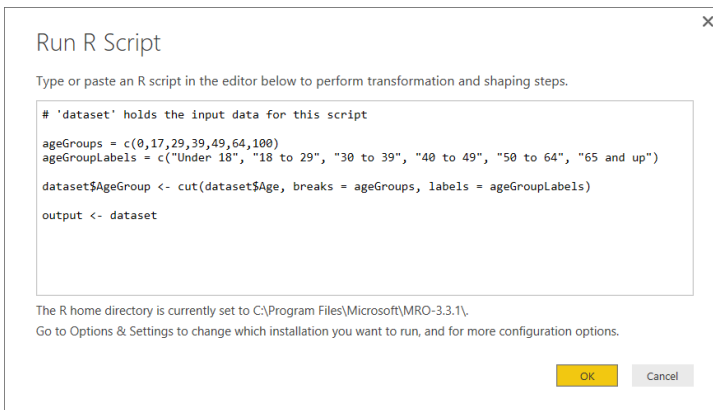 Run R Script
Type or paste an R script in the editor below to perform transformation and shaping steps.
# 'dataset' holds the input data for this script
ageGroups = c(0,17,29,39,49,64,100)
ageGroupLabels = c("Under 18", "18 to 29", "30 to 39", "40 to 49", "50 to 64", "65 and up")
dataset$AgeGroup <- cut(dataset$Age, breaks = ageGroups, labels = ageGroupLabels)
output <- dataset
The R home directory is currently set to C:\Program Files\Microsoft\MRO-3.3.1\.
Go to Options & Settings to change which installation you want to run, and for more configuration options.
OK Cancel